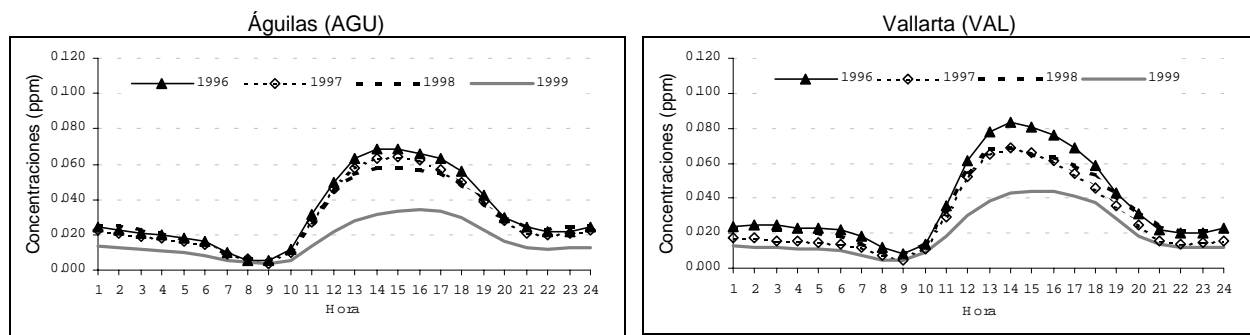 Águilas (AGU)
Concentraciones (ppm)
0.120
0.100
0.080
0.060
0.040
0.020
0.000
1996 1997 1998 1999
1 2 3 4 5 6 7 8 9 10 11 12 13 14 15 16 17 18 19 20 21 22 23 24
Hora
Vallarta (VAL)
Concentraciones (ppm)
0.120
0.100
0.080
0.060
0.040
0.020
0.000
1996 1997 1998 1999
1 2 3 4 5 6 7 8 9 10 11 12 13 14 15 16 17 18 19 20 21 22 23 24
Hora